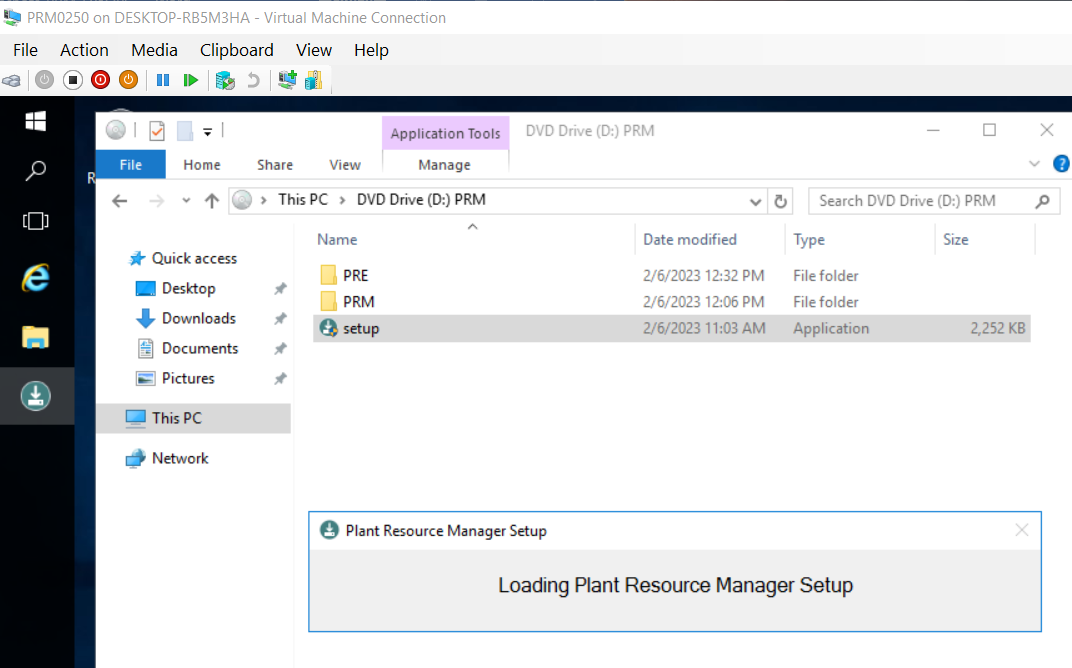 PRM0250 on DESKTOP-RB5M3HA - Virtual Machine Connection
File Action Media Clipboard View Help
Application Tools DVD Drive (D:) PRM
File Home Share View Manage
R
This PC DVD Drive (D:) PRM Search DVD Drive (D:) PRM
Name Date modified Type Size
Quick access
Desktop
Downloads
Documents
Pictures
This PC
Network
PRE 2/6/2023 12:32 PM File folder
PRM 2/6/2023 12:06 PM File folder
setup 2/6/2023 11:03 AM Application 2,252 KB
Plant Resource Manager Setup
Loading Plant Resource Manager Setup